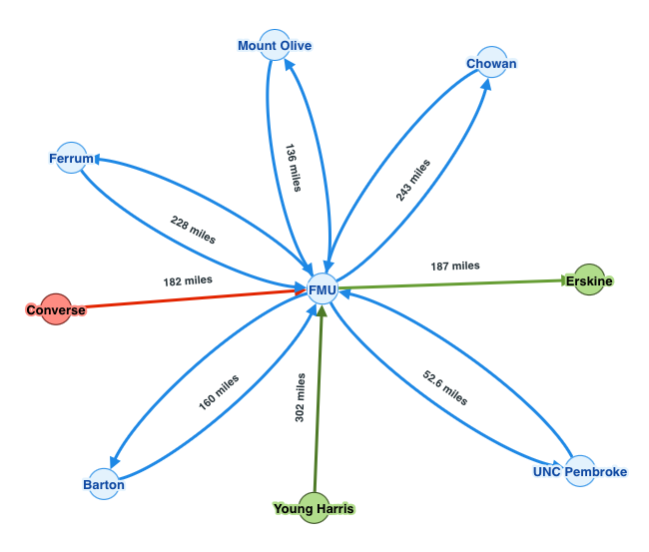 Mount Olive
Chowan
136 miles
243 miles
Ferrum
228 miles
187 miles
182 miles
Erskine
FMU
Converse
52.6 miles
160 miles
302 miles
UNC Pembroke
Barton
Young Harris